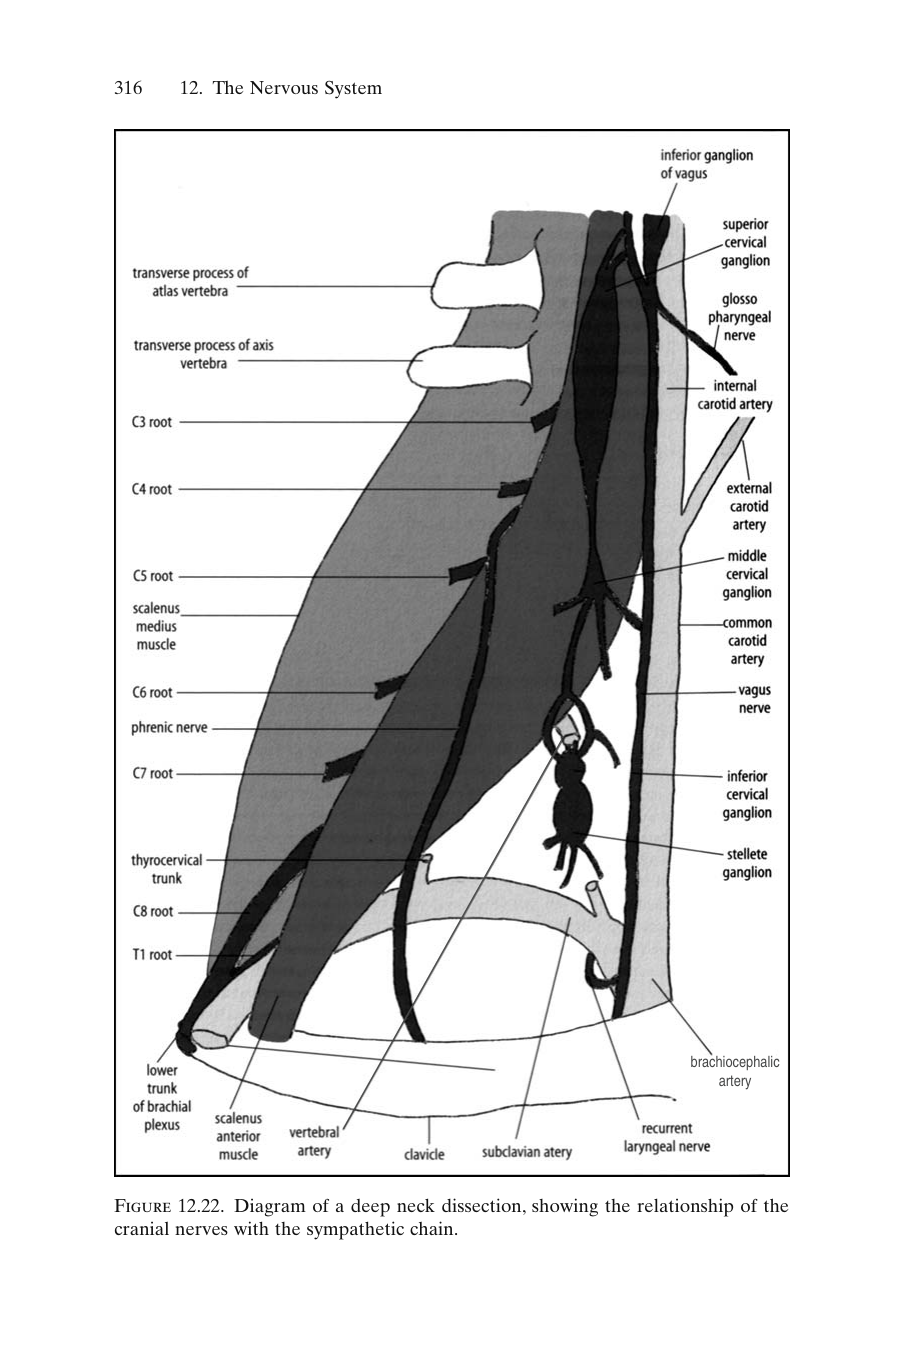 316 12. The Nervous System
inferior ganglion
of vagus
superior
cervical
ganglion
transverse process of
atlas vertebra
glosso
pharyngeal
nerve
transverse process of axis
vertebra
internal
carotid artery
C3 root
C4 root
external
carotid
artery
middle
cervical
ganglion
C5 root
scalenus
medius
muscle
common
carotid
artery
C6 root
vagus
nerve
phrenic nerve
C7 root
inferior
cervical
ganglion
thyrocervical
trunk
stellete
ganglion
C8 root
T1 root
brachiocephalic
artery
lower
trunk
of brachial
plexus
scalenus
anterior
muscle
vertebral
artery
clavicle
subclavian atery
recurrent
laryngeal nerve
FIGURE 12.22. Diagram of a deep neck dissection, showing the relationship of the
cranial nerves with the sympathetic chain.